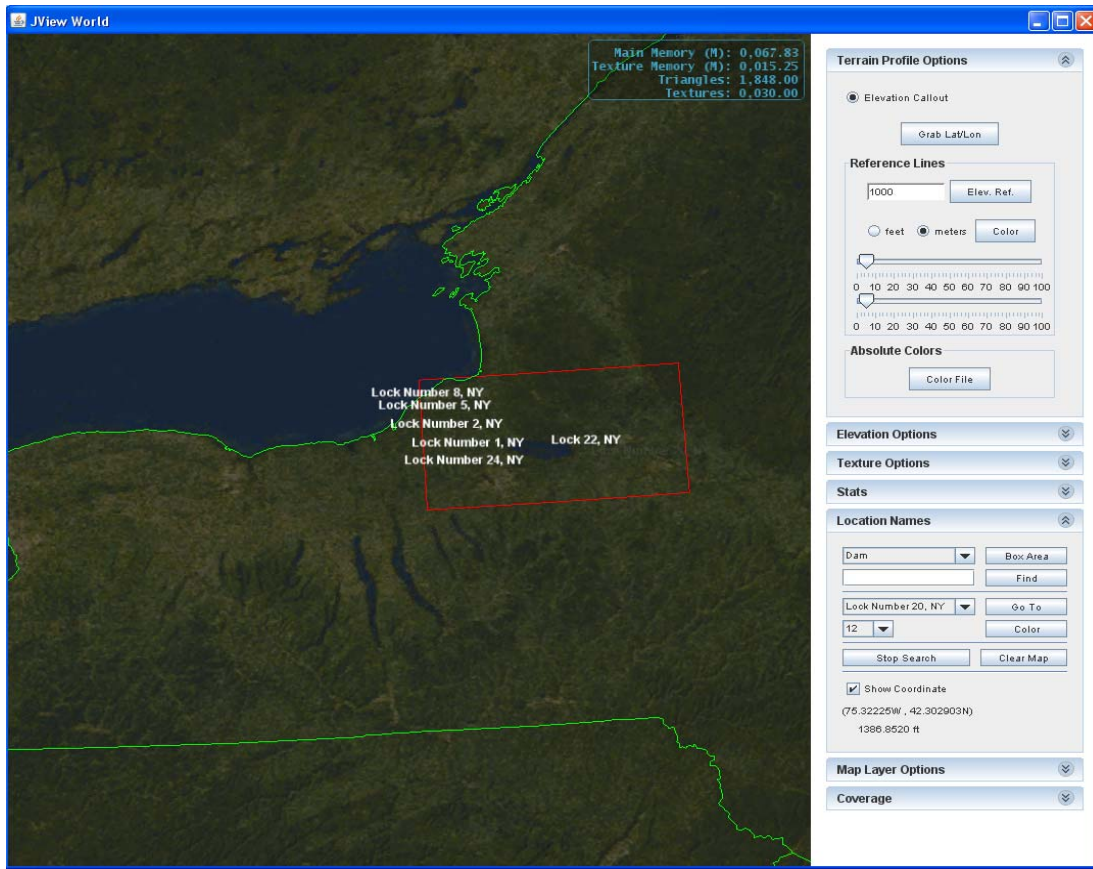 JView World
Main Memory (M): 0,067.83
Texture Memory (M): 0,015.25
Triangles: 1,848.00
Textures: 0,030.00
Lock Number 8, NY
Lock Number 5, NY
Lock Number 2, NY
Lock Number 1, NY
Lock 22, NY
Lock Number 24, NY
Terrain Profile Options
Elevation Callout
Grab Lat/Lon
Reference Lines
1000
Elev. Ref.
feet
meters
Color
0 10 20 30 40 50 60 70 80 90 100
0 10 20 30 40 50 60 70 80 90 100
Absolute Colors
Color File
Elevation Options
Texture Options
Stats
Location Names
Dam
Box Area
Find
Lock Number 20, NY
Go To
12
Color
Stop Search
Clear Map
Show Coordinate
(75.32225W , 42.302903N)
1386.8520 ft
Map Layer Options
Coverage